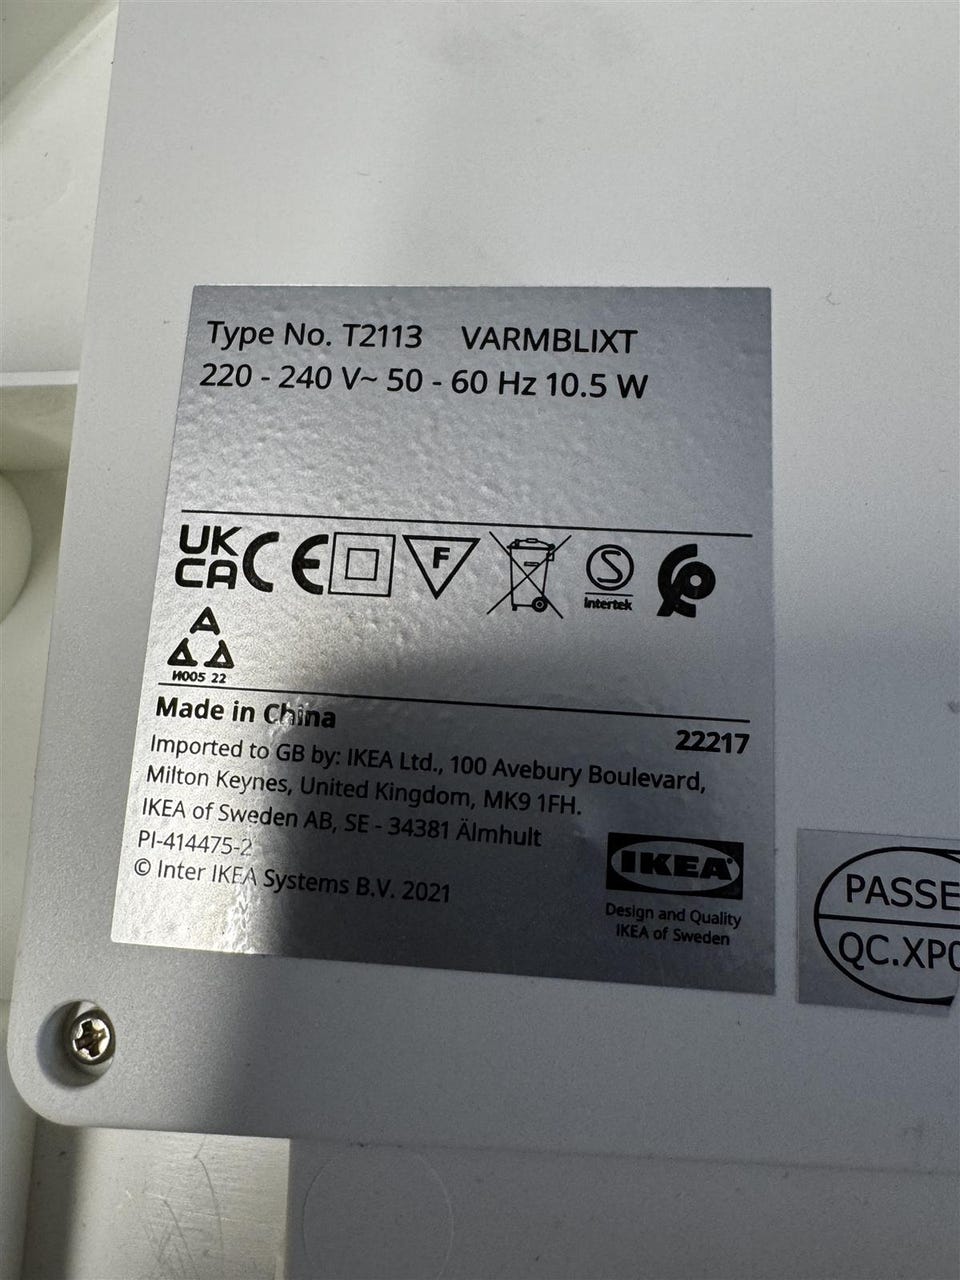 Type No. T2113 VARMBLIXT
220 - 240 V~ 50 - 60 Hz 10.5 W
UK
CA CE F Intertek
И005 22
Made in China
22217
Imported to GB by: IKEA Ltd., 100 Avebury Boulevard,
Milton Keynes, United Kingdom, MK9 1FH.
IKEA of Sweden AB, SE - 34381 Älmhult
PI-414475-2
© Inter IKEA Systems B.V. 2021
IKEA
Design and Quality
IKEA of Sweden
PASSE
QC.XP0